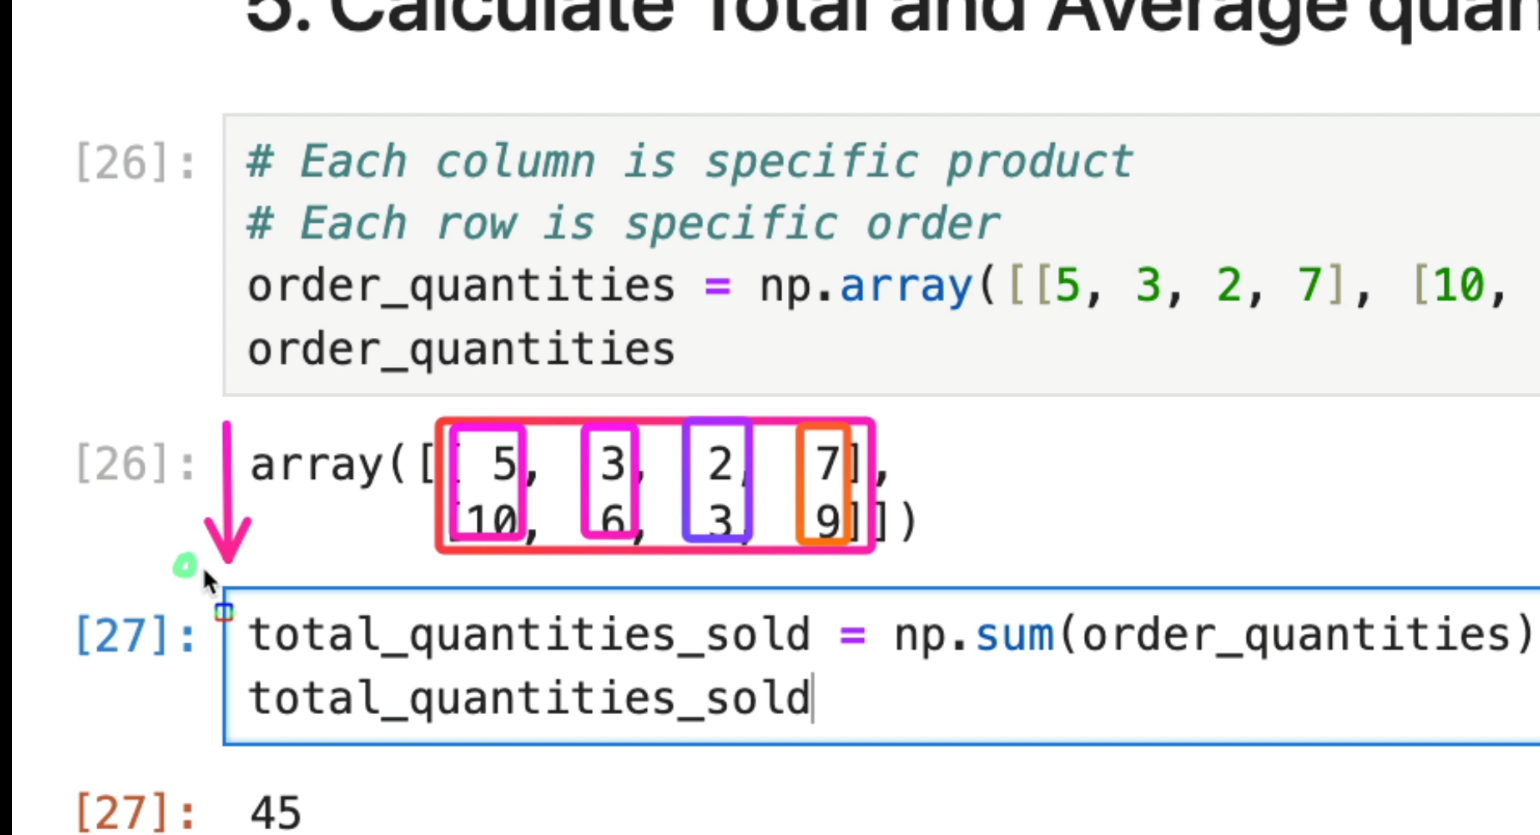 5. Calculate Total and Average quan
[26]: # Each column is specific product
# Each row is specific order
order_quantities = np.array([[5, 3, 2, 7], [10,
order_quantities
[26]: array([[ 5, 3, 2, 7],
[10, 6, 3, 9]])
[27]: total_quantities_sold = np.sum(order_quantities)
total_quantities_sold
[27]: 45